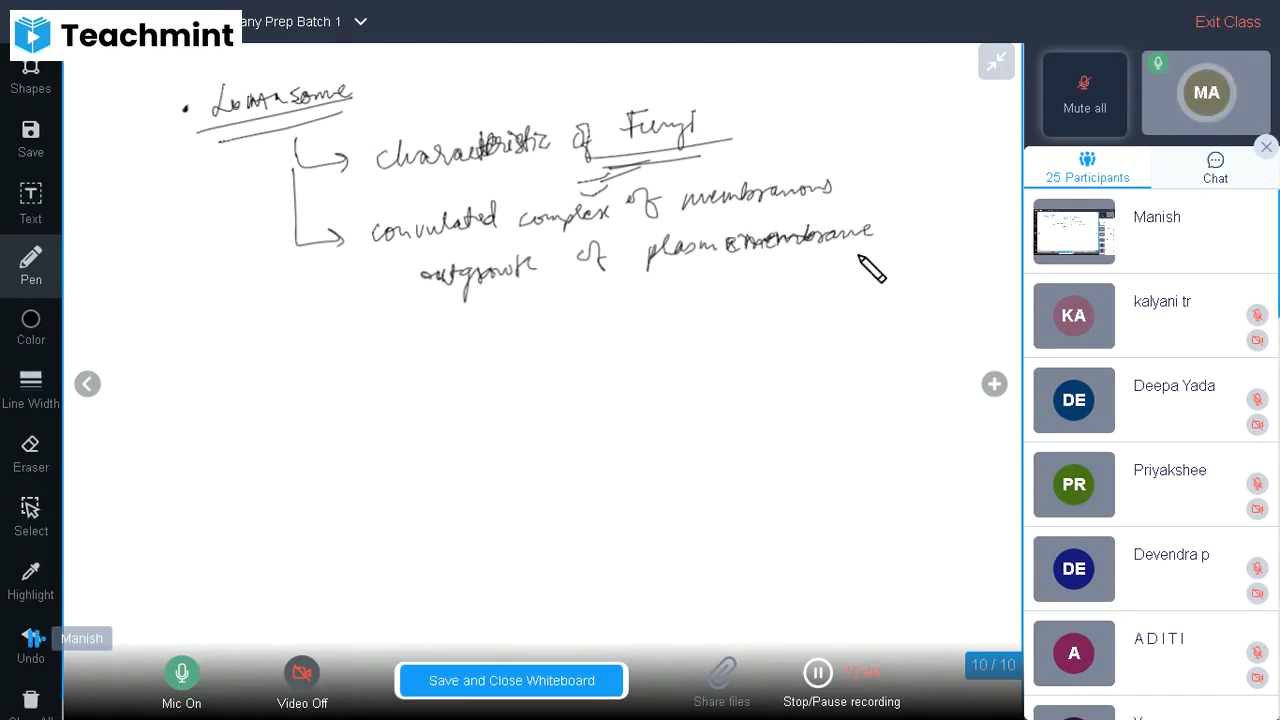 Teachmint
any Prep Batch 1
Exit Class
Shapes
Save
Text
Pen
Color
Line Width
Eraser
Select
Highlight
Undo
Manish
• Lomasome
characteristic of Fungi
convulated complex of membranous
outgrowth of plasma membrane
Mic On
Video Off
Save and Close Whiteboard
Share files
Stop/Pause recording
10 / 10
Mute all
MA
25 Participants
Chat
Manish
KA
kalyani tr
DE
Deepa Yada
PR
Priyakshee
DE
Devendra p
A
A D I T I